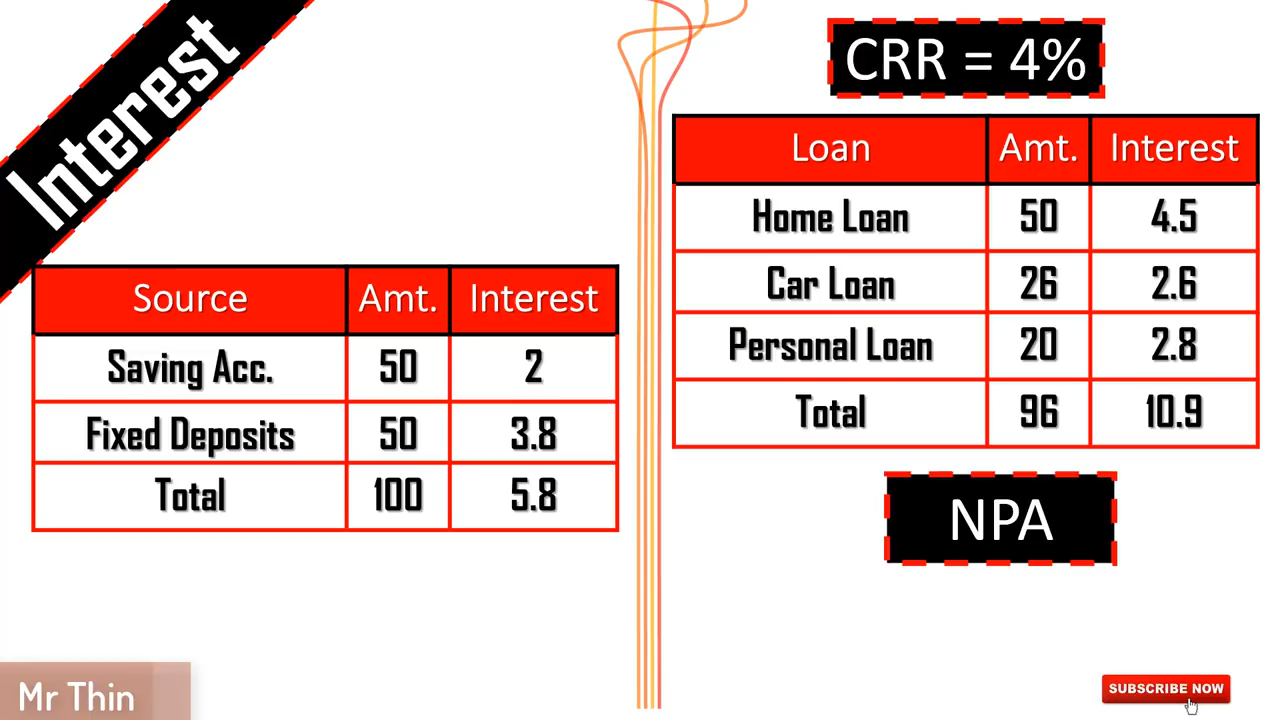 Interest
Source Amt. Interest
Saving Acc. 50 2
Fixed Deposits 50 3.8
Total 100 5.8
CRR = 4%
Loan Amt. Interest
Home Loan 50 4.5
Car Loan 26 2.6
Personal Loan 20 2.8
Total 96 10.9
NPA
Mr Thin
SUBSCRIBE NOW